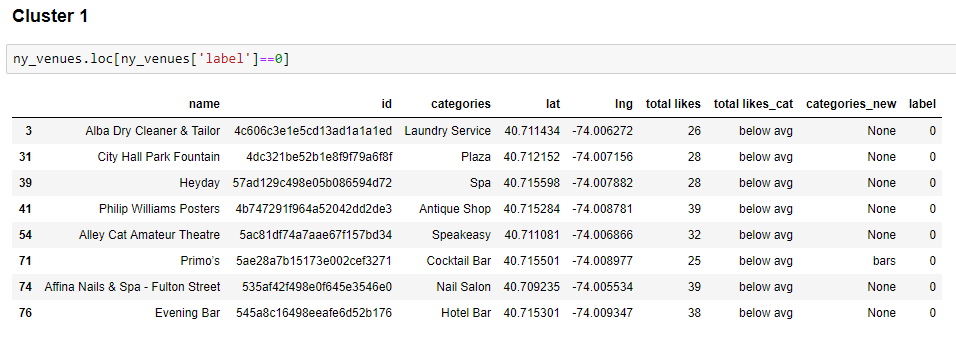 Cluster 1
ny_venues.loc[ny_venues['label']==0]
name id categories lat lng total likes total likes_cat categories_new label
3 Alba Dry Cleaner & Tailor 4c606c3e1e5cd13ad1a1a1ed Laundry Service 40.711434 -74.006272 26 below avg None 0
31 City Hall Park Fountain 4dc321be52b1e8f9f79a6f8f Plaza 40.712152 -74.007156 28 below avg None 0
39 Heyday 57ad129c498e05b086594d72 Spa 40.715598 -74.007882 28 below avg None 0
41 Philip Williams Posters 4b747291f964a52042dd2de3 Antique Shop 40.715284 -74.008781 39 below avg None 0
54 Alley Cat Amateur Theatre 5ac81df74a7aae67f157bd34 Speakeasy 40.711081 -74.006866 32 below avg None 0
71 Primo's 5ae28a7b15173e002cef3271 Cocktail Bar 40.715501 -74.008977 25 below avg bars 0
74 Affina Nails & Spa - Fulton Street 535af42f498e0f645e3546e0 Nail Salon 40.709235 -74.005534 39 below avg None 0
76 Evening Bar 545a8c16498eeafe6d52b176 Hotel Bar 40.715301 -74.009347 38 below avg None 0